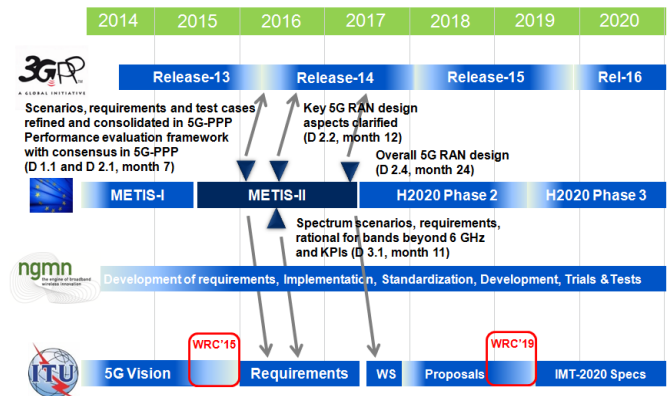 2014 2015 2016 2017 2018 2019 2020
3GPP TM
A GLOBAL INITIATIVE
Release-13 Release-14 Release-15 Rel-16
Scenarios, requirements and test cases
refined and consolidated in 5G-PPP
Performance evaluation framework
with consensus in 5G-PPP
(D 1.1 and D 2.1, month 7)
Key 5G RAN design
aspects clarified
(D 2.2, month 12)
Overall 5G RAN design
(D 2.4, month 24)
METIS-I METIS-II H2020 Phase 2 H2020 Phase 3
Spectrum scenarios, requirements,
rational for bands beyond 6 GHz
and KPIs (D 3.1, month 11)
ngmn
the engine of broadband
wireless innovation
Development of requirements, Implementation, Standardization, Development, Trials & Tests
WRC'15 WRC'19
ITU
5G Vision Requirements WS Proposals IMT-2020 Specs